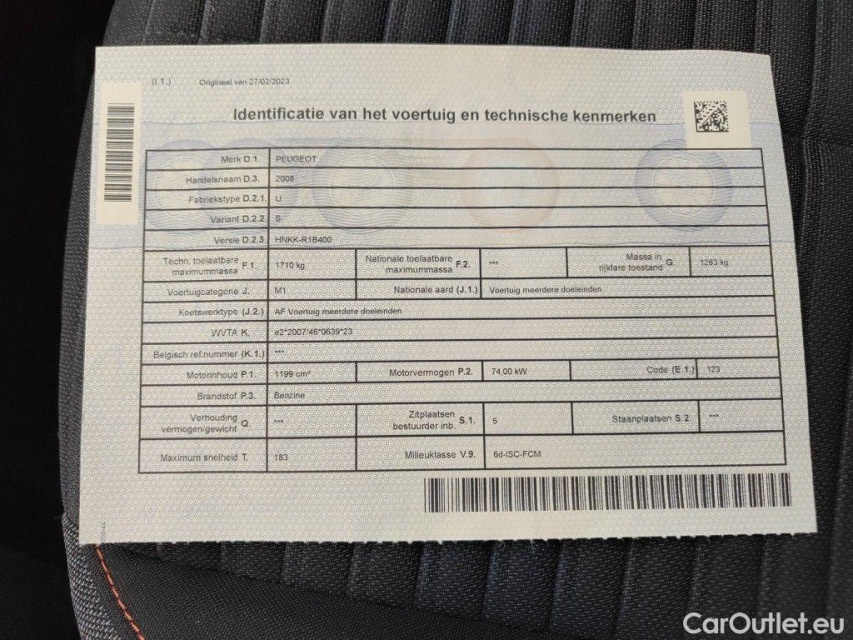 (I.1.) Origineel van 27/02/2023
Identificatie van het voertuig en technische kenmerken
Merk D.1. PEUGEOT
Handelsnaam D.3. 2008
Fabriekstype D.2.1. U
Variant D.2.2. S
Versie D.2.3. HNKK-R1B400
Techn. toelaatbare maximummassa F.1. 1710 kg Nationale toelaatbare maximummassa F.2. *** Massa in rijklare toestand G. 1263 kg
Voertuigcategorie J. M1 Nationale aard (J.1.) Voertuig meerdere doeleinden
Koetswerktype (J.2.) AF Voertuig meerdere doeleinden
WVTA K. e2*2007/46*0639*23
Belgisch ref.nummer (K.1.) ***
Motorinhoud P.1. 1199 cm³ Motorvermogen P.2. 74.00 kW Code (E.1.) 123
Brandstof P.3. Benzine
Verhouding vermogen/gewicht Q. *** Zitplaatsen bestuurder inb. S.1. 5 Staanplaatsen S.2. ***
Maximum snelheid T. 183 Milieuklasse V.9. 6d-ISC-FCM
CarOutlet.eu